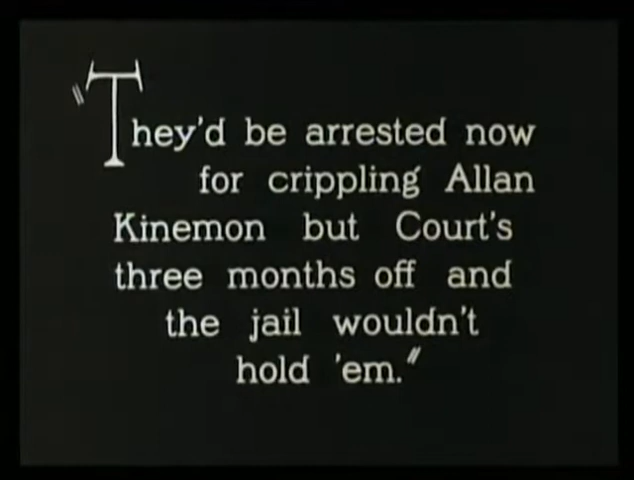 "They'd be arrested now
for crippling Allan
Kinemon but Court's
three months off and
the jail wouldn't
hold 'em."